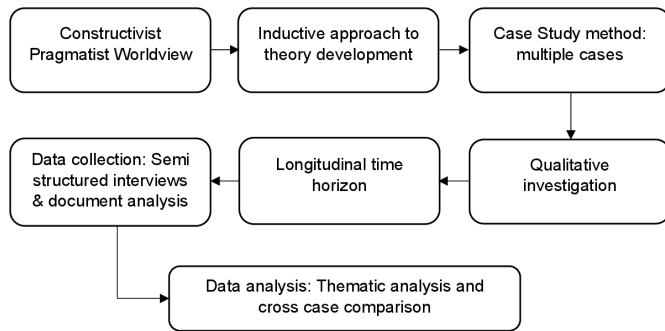 Constructivist
Pragmatist Worldview
Inductive approach to
theory development
Case Study method:
multiple cases
Qualitative
investigation
Longitudinal time
horizon
Data collection: Semi
structured interviews
& document analysis
Data analysis: Thematic analysis and
cross case comparison